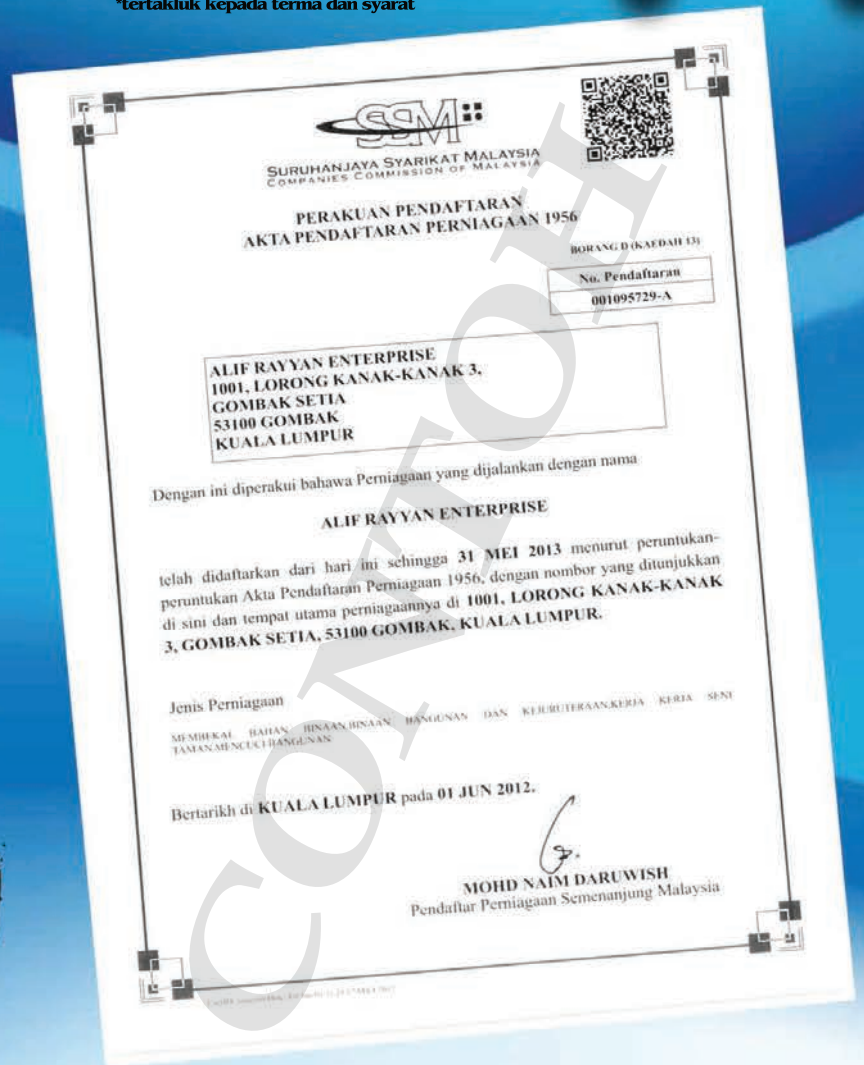 *tertakluk kepada terma dan syarat
SSM
SURUHANJAYA SYARIKAT MALAYSIA
COMPANIES COMMISSION OF MALAYSIA
PERAKUAN PENDAFTARAN
AKTA PENDAFTARAN PERNIAGAAN 1956
BORANG D (KAEDAH 13)
No. Pendaftaran
001095729-A
ALIF RAYYAN ENTERPRISE
1001, LORONG KANAK-KANAK 3,
GOMBAK SETIA
53100 GOMBAK
KUALA LUMPUR
Dengan ini diperakui bahawa Perniagaan yang dijalankan dengan nama
ALIF RAYYAN ENTERPRISE
telah didaftarkan dari hari ini sehingga 31 MEI 2013 menurut peruntukan-
peruntukan Akta Pendaftaran Perniagaan 1956, dengan nombor yang ditunjukkan
di sini dan tempat utama perniagaannya di 1001, LORONG KANAK-KANAK
3, GOMBAK SETIA, 53100 GOMBAK, KUALA LUMPUR.
Jenis Perniagaan
MEMBEKAL BAHAN BINAAN,BINAAN BANGUNAN DAN KEJURUTERAAN,KERJA KERJA SENI
TAMAN,MENCUCI BANGUNAN
Bertarikh di KUALA LUMPUR pada 01 JUN 2012.
MOHD NAIM DARUWISH
Pendaftar Perniagaan Semenanjung Malaysia
CONTOH